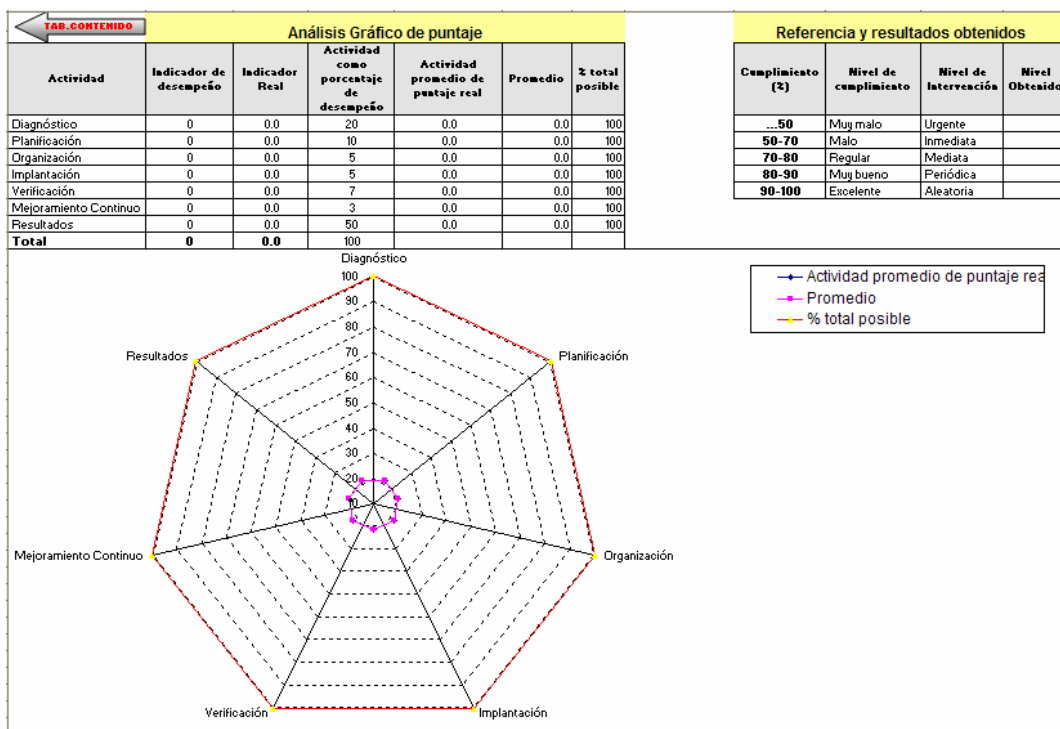 TAB.CONTENIDO
Análisis Gráfico de puntaje
Actividad
Indicador de
desempeño
Indicador
Real
Actividad
como
porcentaje
de
desempeño
Actividad
promedio de
puntaje real
Promedio
% total
posible
Diagnóstico 0 0.0 20 0.0 0.0 100
Planificación 0 0.0 10 0.0 0.0 100
Organización 0 0.0 5 0.0 0.0 100
Implantación 0 0.0 5 0.0 0.0 100
Verificación 0 0.0 7 0.0 0.0 100
Mejoramiento Continuo 0 0.0 3 0.0 0.0 100
Resultados 0 0.0 50 0.0 0.0 100
Total 0 0.0 100
Referencia y resultados obtenidos
Cumplimiento
(%)
Nivel de
cumplimiento
Nivel de
Intervención
Nivel
Obtenido
...50 Muy malo Urgente
50-70 Malo Inmediata
70-80 Regular Mediata
80-90 Muy bueno Periódica
90-100 Excelente Aleatoria
Diagnóstico
100
90
80
70
60
50
40
30
20
10
Planificación
Organización
Implantación
Verificación
Mejoramiento Continuo
Resultados
Actividad promedio de puntaje rea
Promedio
% total posible